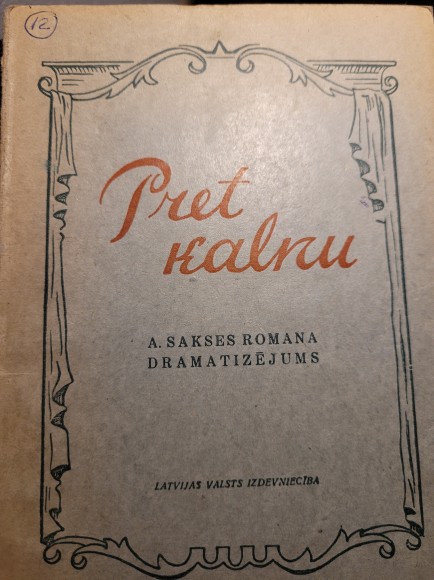 12
Pret
kalnu
A. SAKSES ROMANA
DRAMATIZĒJUMS
LATVIJAS VALSTS IZDEVNIECĪBA